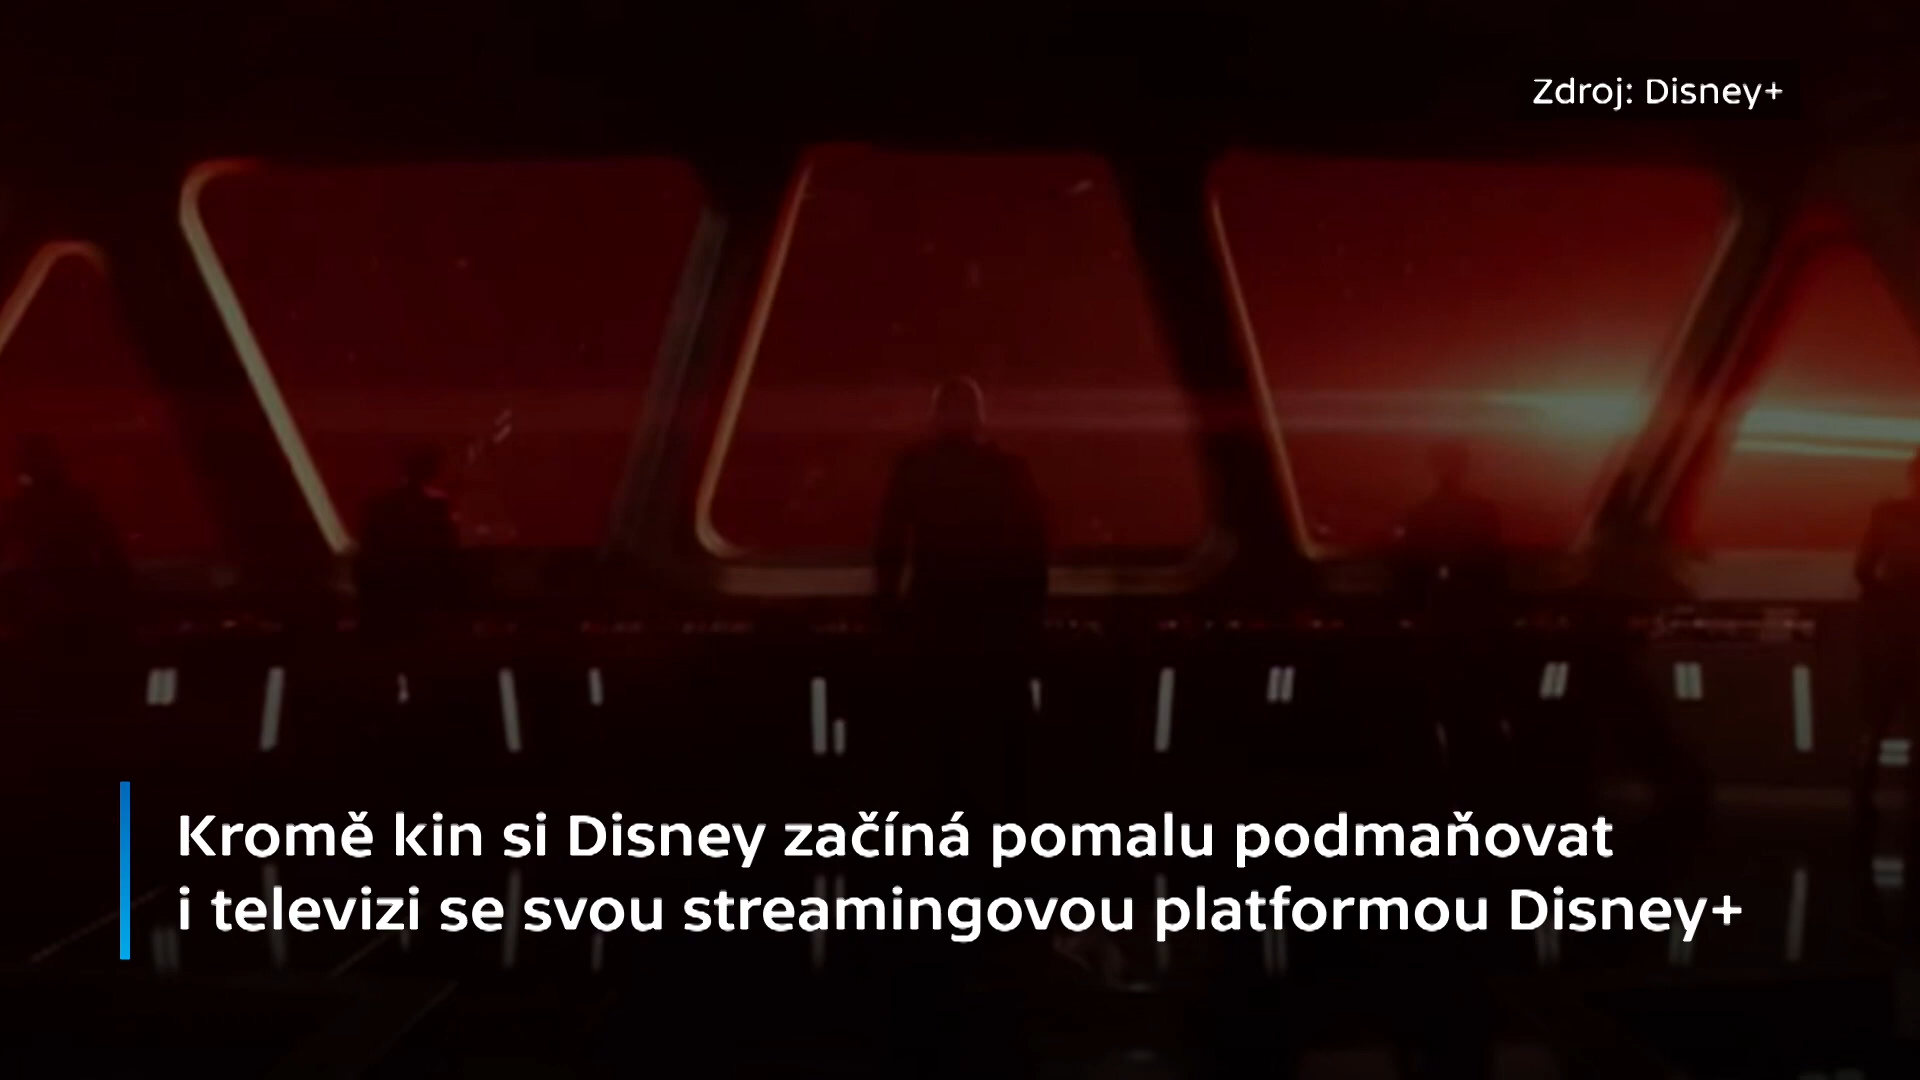 Zdroj: Disney+
Kromě kin si Disney začíná pomalu podmaňovat
i televizi se svou streamingovou platformou Disney+